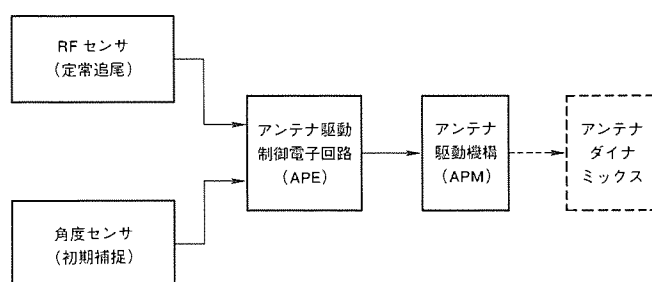 RF センサ
(定常追尾)
アンテナ駆動
制御電子回路
(APE)
アンテナ
駆動機構
(APM)
アンテナ
ダイナ
ミックス
角度センサ
(初期捕捉)